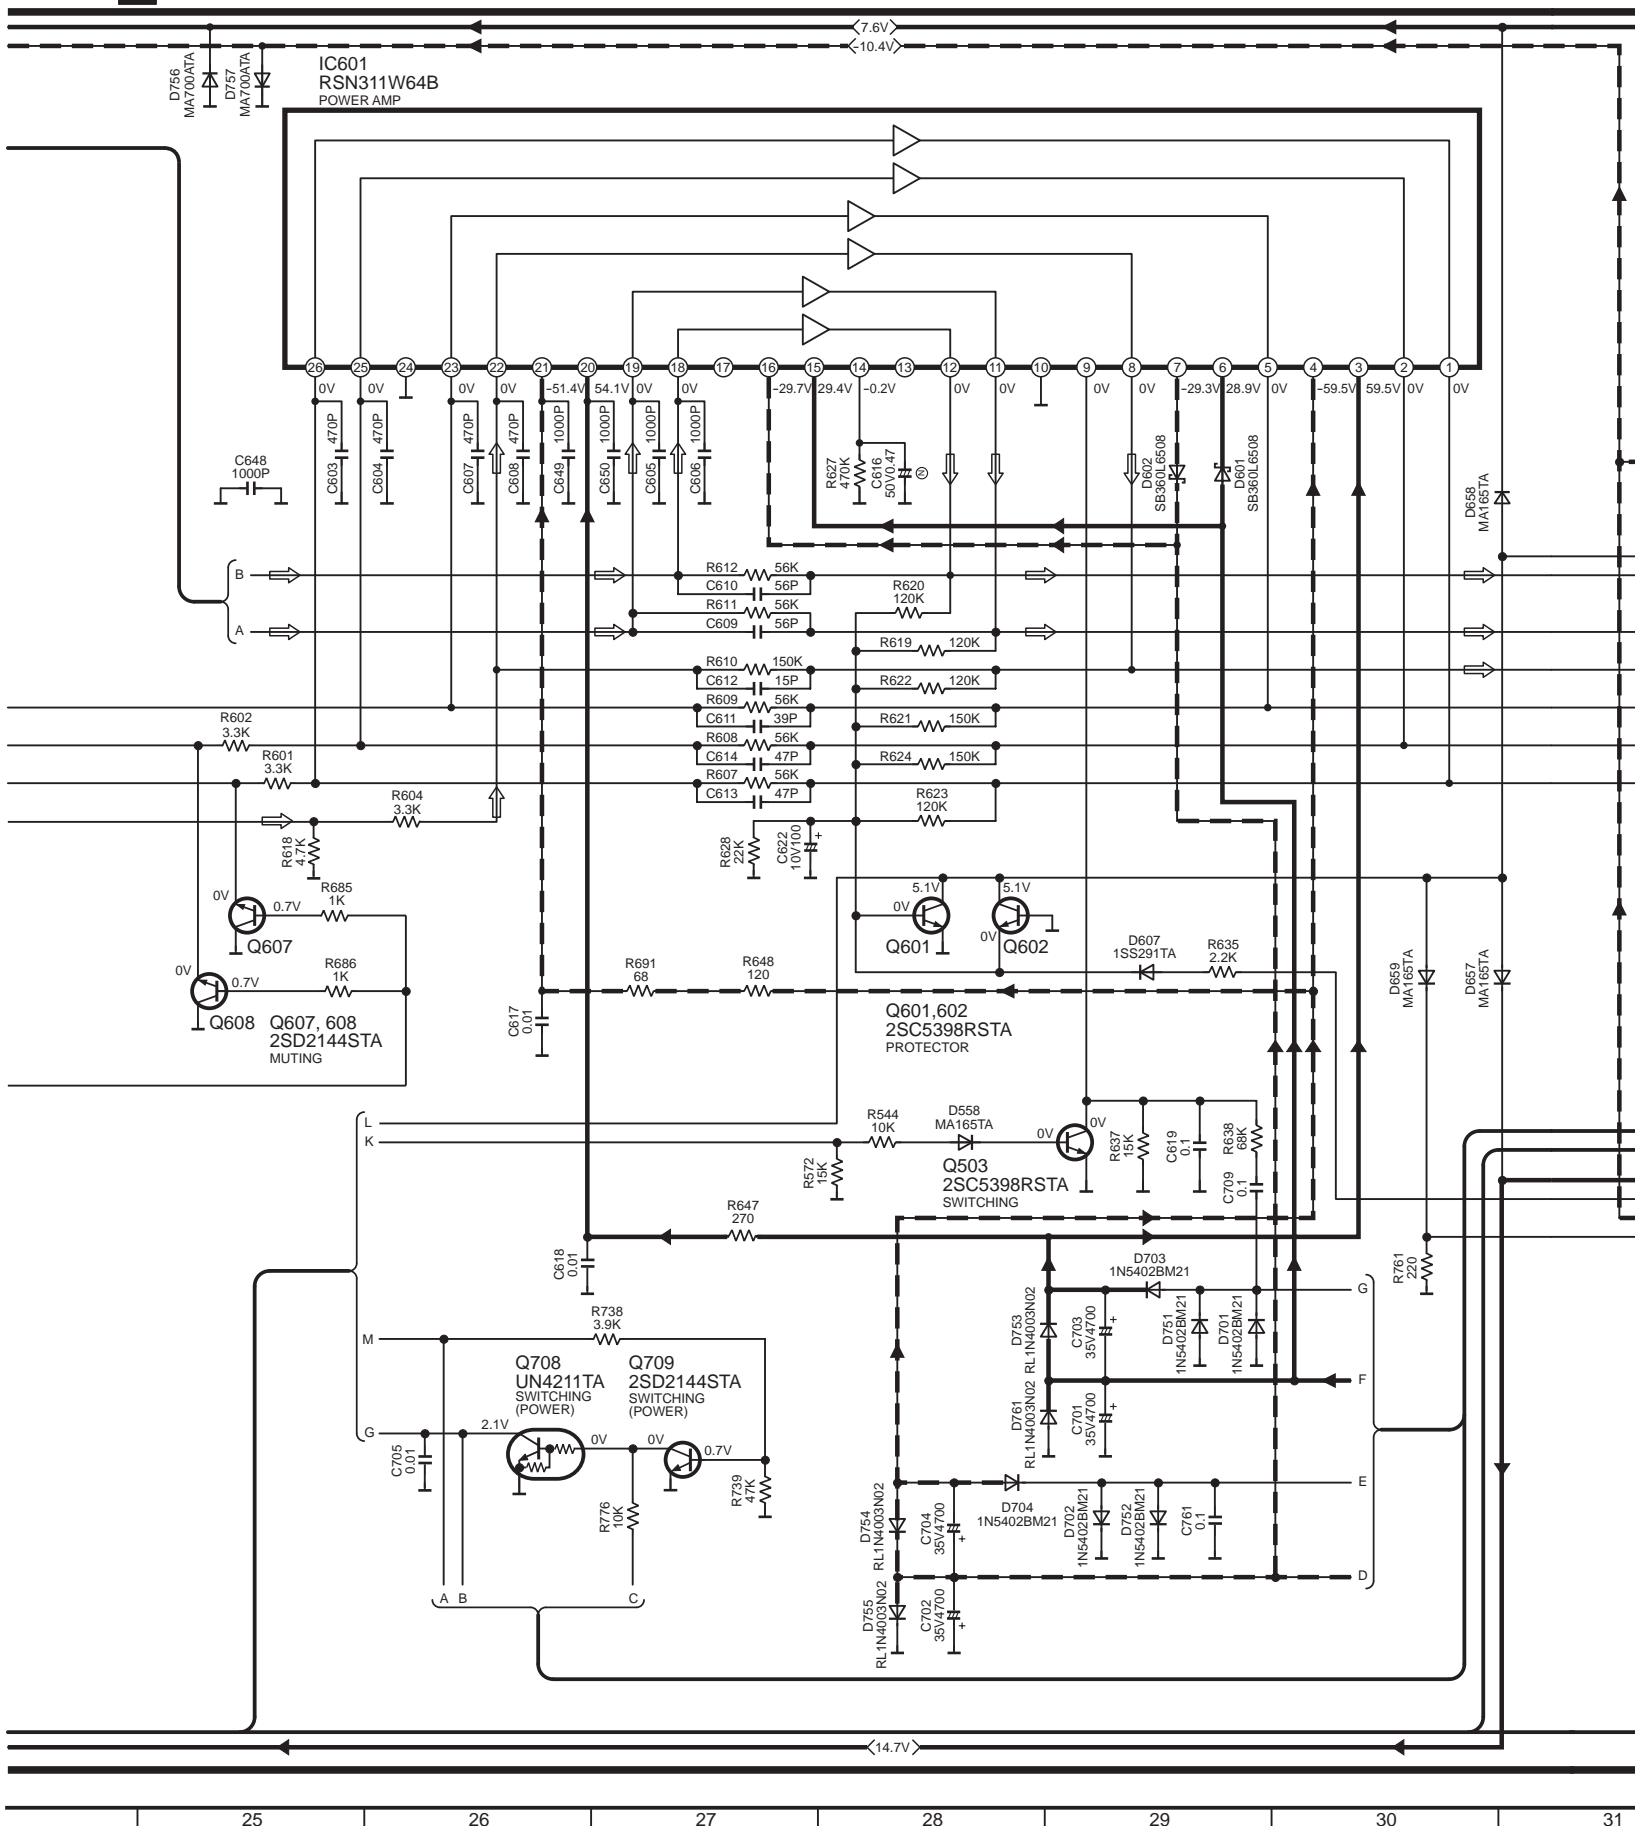 7.6V
-10.4V
D756
MA700ATA
D757
MA700ATA
IC601
RSN311W64B
POWER AMP
26 25 24 23 22 21 20 19 18 17 16 15 14 13 12 11 10 9 8 7 6 5 4 3 2 1
0V 0V 0V 0V -51.4V 54.1V 0V 0V -29.7V 29.4V -0.2V 0V 0V 0V 0V -29.3V 28.9V 0V -59.5V 59.5V 0V 0V
C603 470P
C604 470P
C607 470P
C608 470P
C649 1000P
C650 1000P
C605 1000P
C606 1000P
R627
470K
C616
50V0.47
N
D602
SB360L6508
D601
SB360L6508
D658
MA165TA
C648
1000P
B
A
R612 56K
C610 56P
R611 56K
C609 56P
R610 150K
C612 15P
R609 56K
C611 39P
R608 56K
C614 47P
R607 56K
C613 47P
R620
120K
R619 120K
R622 120K
R621 150K
R624 150K
R623
120K
R602
3.3K
R601
3.3K
R604
3.3K
R618
4.7K
R628
22K
C622
10V100
+
0V
0.7V
R685
1K
Q607
0V
0.7V
R686
1K
Q608
Q607, 608
2SD2144STA
MUTING
5.1V
0V
Q601
5.1V
0V
Q602
D607
1SS291TA
R635
2.2K
D659
MA165TA
D657
MA165TA
R691
68
R648
120
C617
0.01
Q601,602
2SC5398RSTA
PROTECTOR
L
K
R544
10K
D558
MA165TA
R572
15K
0V
0V
Q503
2SC5398RSTA
SWITCHING
R637
15K
C619
0.1
R638
68K
C709
0.1
R647
270
C618
0.01
D703
1N5402BM21
G
R761
220
D753
RL1N4003N02
C703
35V4700
+
D751
1N5402BM21
D701
1N5402BM21
M
R738
3.9K
F
Q708
UN4211TA
SWITCHING
(POWER)
Q709
2SD2144STA
SWITCHING
(POWER)
D761
RL1N4003N02
C701
35V4700
+
G
2.1V
0V
0V
0.7V
C705
0.01
R776
10K
R739
47K
E
D754
RL1N4003N02
C704
35V4700
+
D704
1N5402BM21
D702
1N5402BM21
D752
1N5402BM21
C761
0.1
D
A B C
D755
RL1N4003N02
C702
35V4700
+
14.7V
25 26 27 28 29 30 31